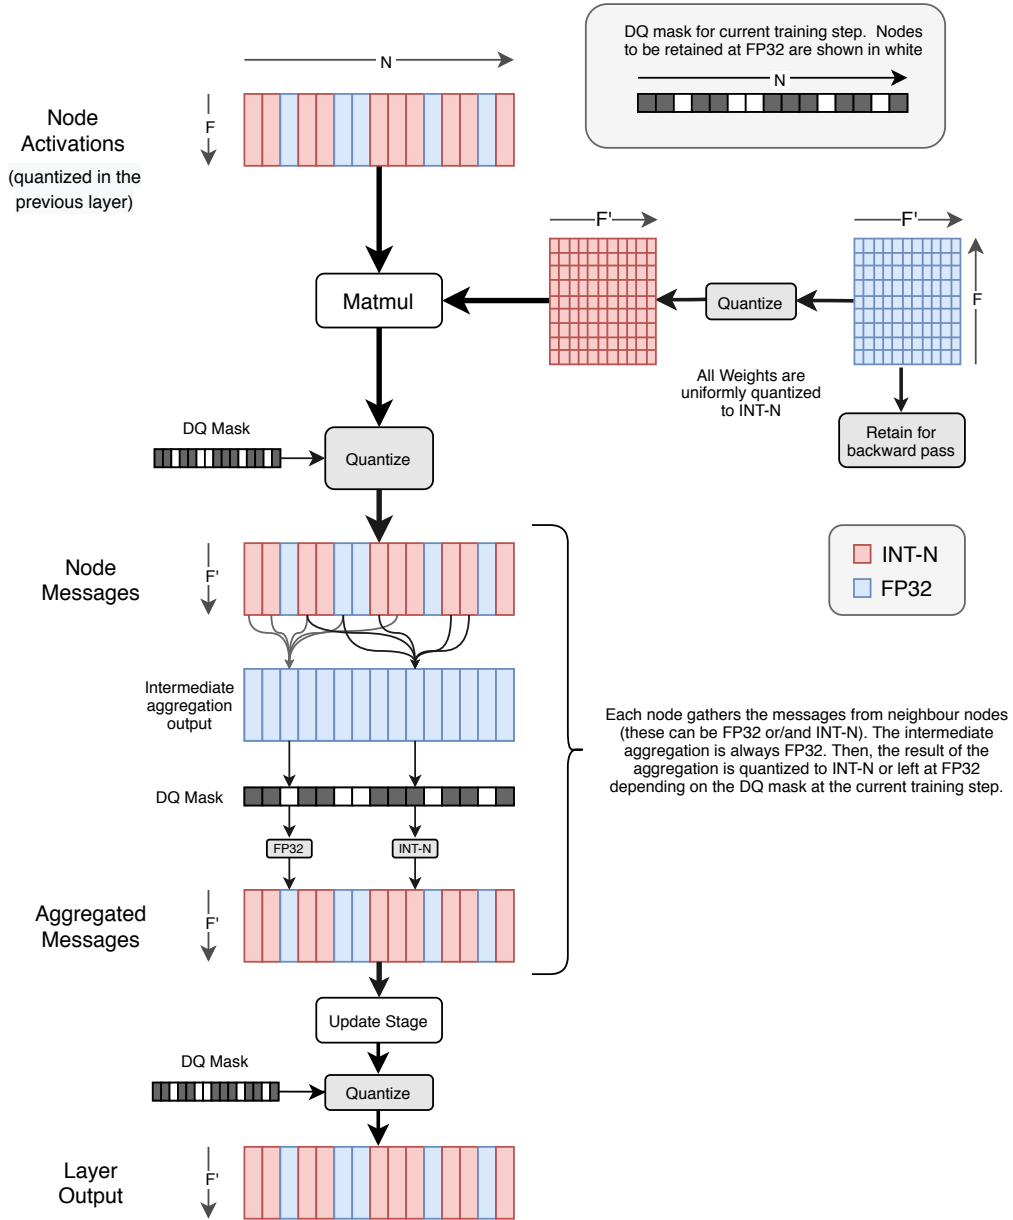 DQ mask for current training step. Nodes
to be retained at FP32 are shown in white
N
N
Node
Activations
(quantized in the
previous layer)
F
F'
F'
Matmul
Quantize
F
All Weights are
uniformly quantized
to INT-N
Retain for
backward pass
DQ Mask
Quantize
INT-N
FP32
Node
Messages
F'
Intermediate
aggregation
output
Each node gathers the messages from neighbour nodes
(these can be FP32 or/and INT-N). The intermediate
aggregation is always FP32. Then, the result of the
aggregation is quantized to INT-N or left at FP32
depending on the DQ mask at the current training step.
DQ Mask
FP32
INT-N
Aggregated
Messages
F'
Update Stage
DQ Mask
Quantize
Layer
Output
F'